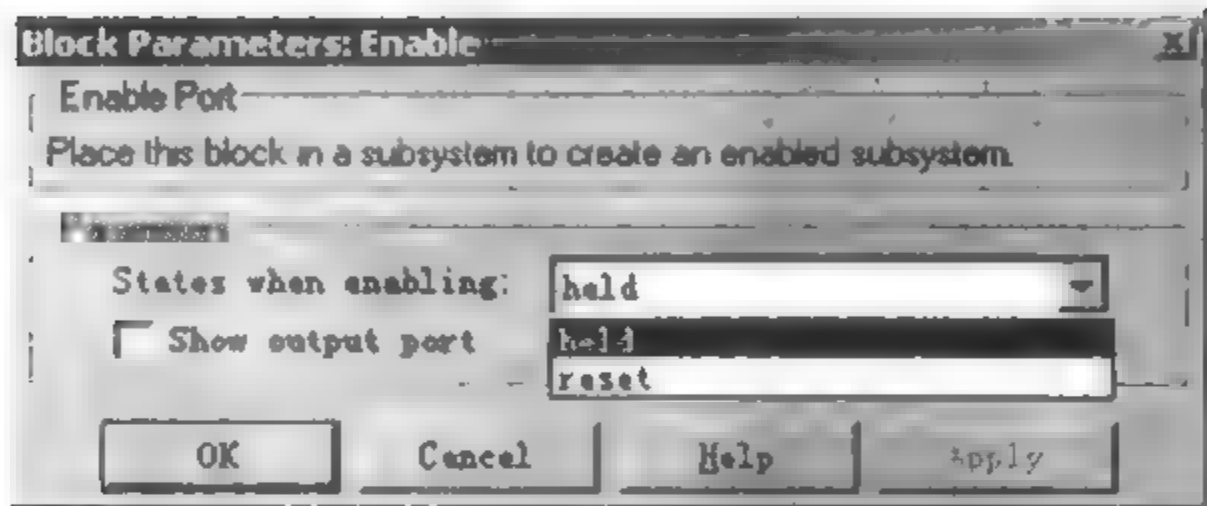 Block Parameters: Enable
Enable Port
Place this block in a subsystem to create an enabled subsystem.
States when enabling: held
Show output port
held
reset
OK Cancel Help Apply